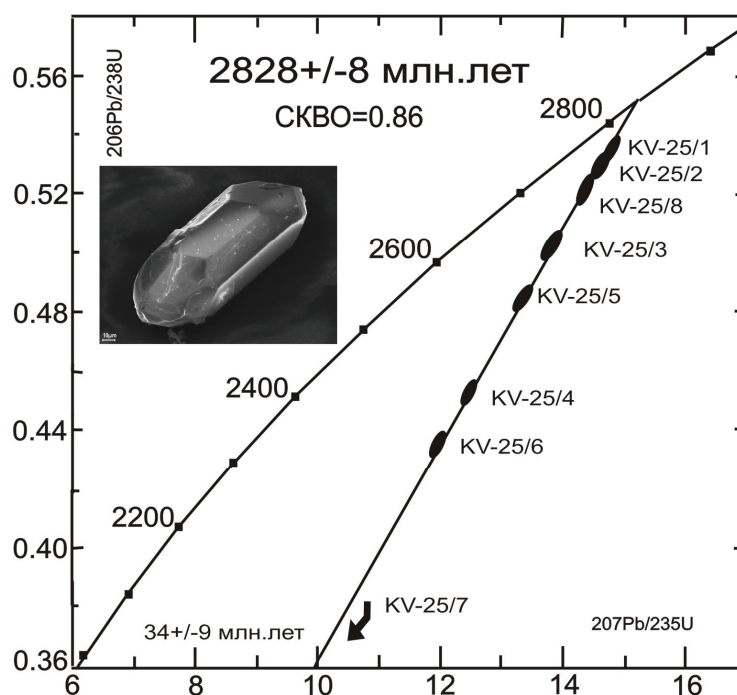 206Pb/238U
2828+/-8 млн.лет
СКВО=0.86
0.56
0.52
0.48
0.44
0.40
0.36
2800
2600
2400
2200
KV-25/1
KV-25/2
KV-25/8
KV-25/3
KV-25/5
KV-25/4
KV-25/6
KV-25/7
10µm
34+/-9 млн.лет
207Pb/235U
6 8 10 12 14 16